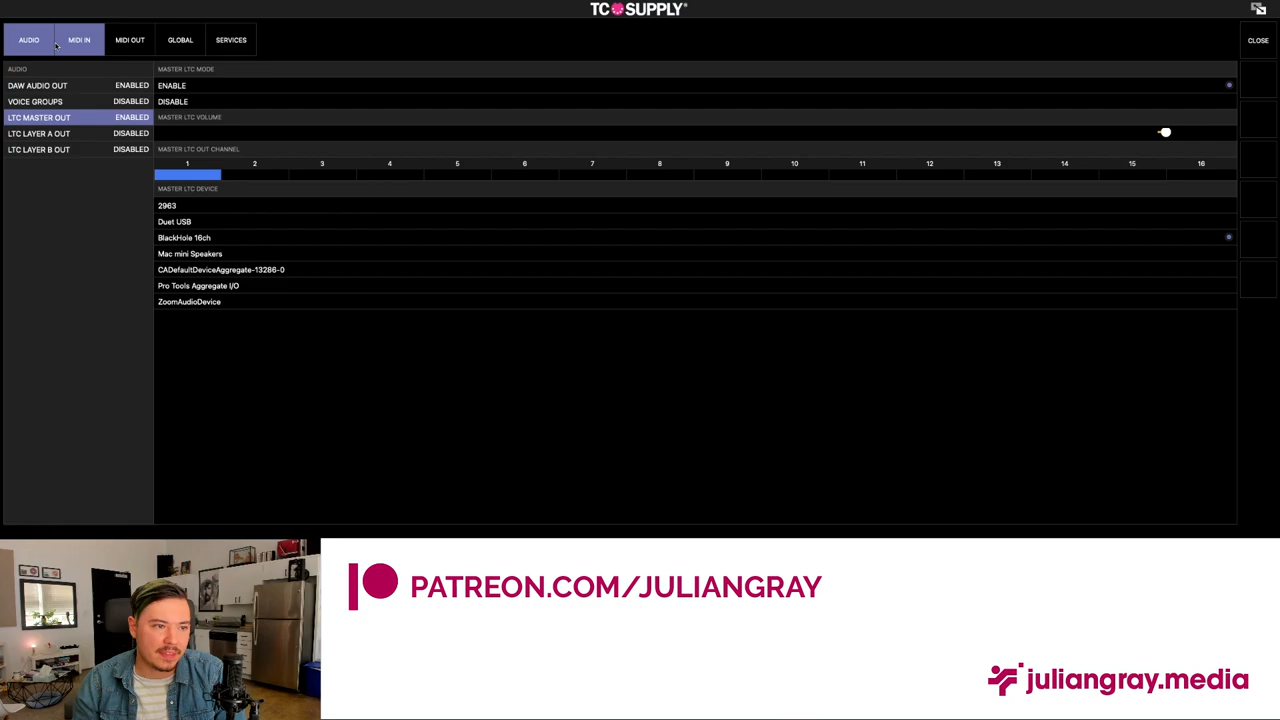 TC SUPPLY
AUDIO MIDI IN MIDI OUT GLOBAL SERVICES CLOSE
AUDIO
DAW AUDIO OUT ENABLED
VOICE GROUPS DISABLED
LTC MASTER OUT ENABLED
LTC LAYER A OUT DISABLED
LTC LAYER B OUT DISABLED
MASTER LTC MODE
ENABLE
DISABLE
MASTER LTC VOLUME
MASTER LTC OUT CHANNEL
1 2 3 4 5 6 7 8 9 10 11 12 13 14 15 16
MASTER LTC DEVICE
2963
Duet USB
BlackHole 16ch
Mac mini Speakers
CADefaultDeviceAggregate-13286-0
Pro Tools Aggregate I/O
ZoomAudioDevice
PATREON.COM/JULIANGRAY
juliangray.media